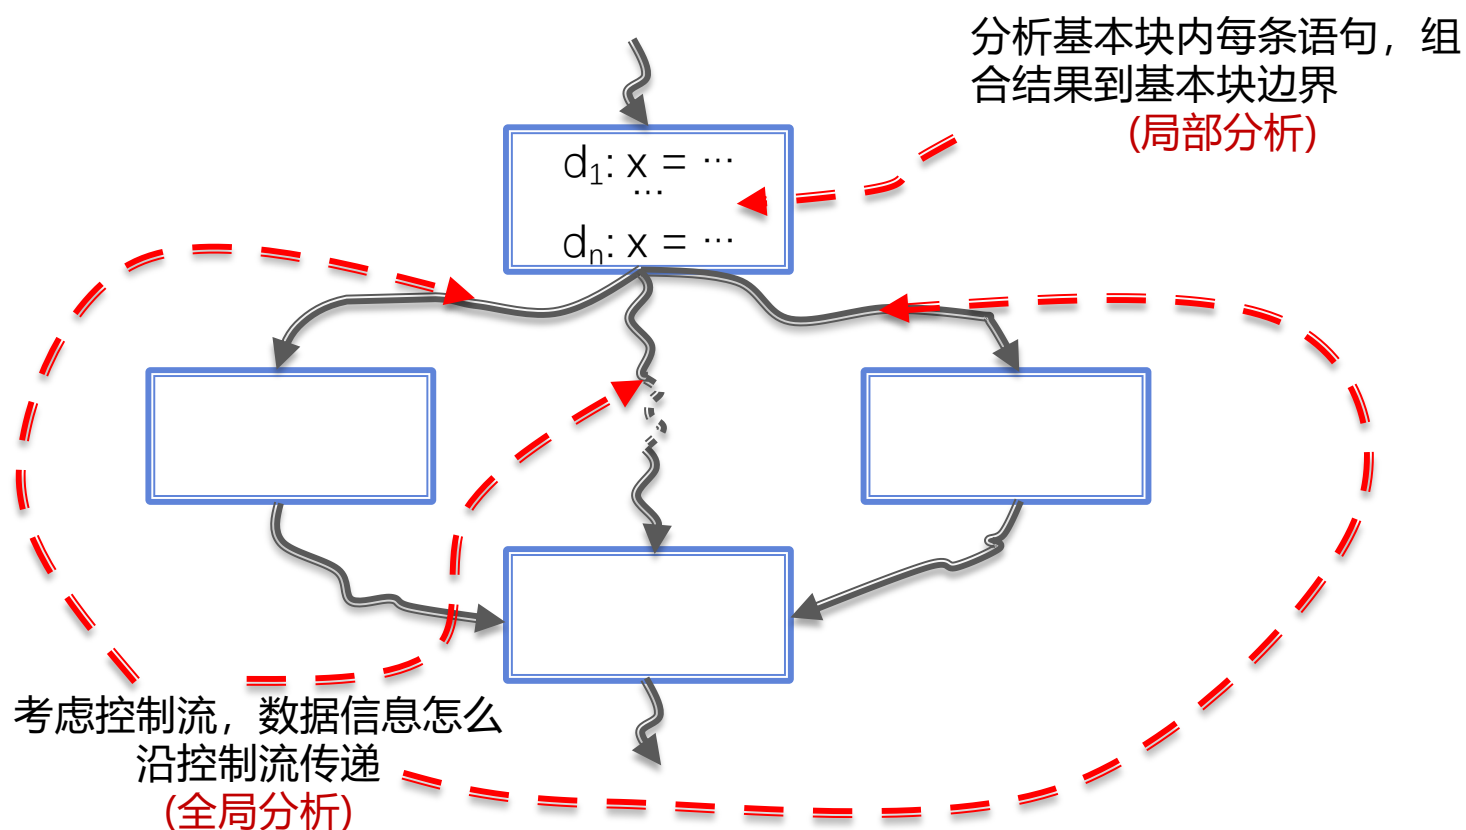 分析基本块内每条语句，组
合结果到基本块边界
(局部分析)
d₁: x = ···
···
dₙ: x = ···
考虑控制流，数据信息怎么
沿控制流传递
(全局分析)